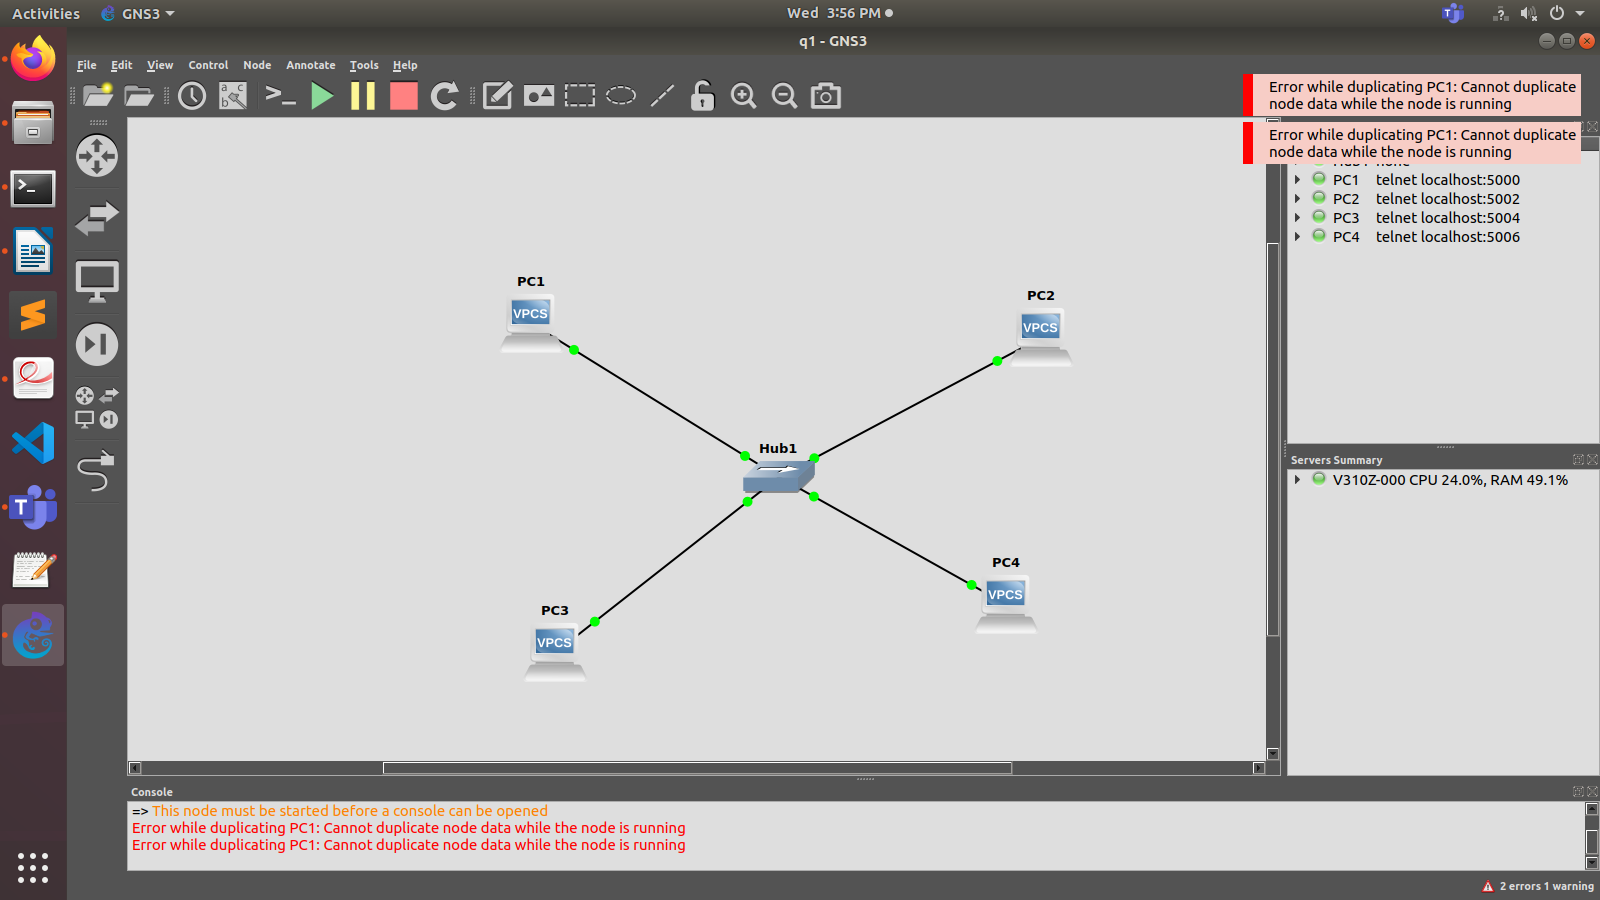 Activities GNS3 Wed 3:56 PM
q1 - GNS3
File Edit View Control Node Annotate Tools Help
Error while duplicating PC1: Cannot duplicate
node data while the node is running
Error while duplicating PC1: Cannot duplicate
node data while the node is running
PC1 telnet localhost:5000
PC2 telnet localhost:5002
PC3 telnet localhost:5004
PC4 telnet localhost:5006
PC1
VPCS
PC2
VPCS
Hub1
PC4
VPCS
PC3
VPCS
Servers Summary
V310Z-000 CPU 24.0%, RAM 49.1%
Console
=> This node must be started before a console can be opened
Error while duplicating PC1: Cannot duplicate node data while the node is running
Error while duplicating PC1: Cannot duplicate node data while the node is running
2 errors 1 warning